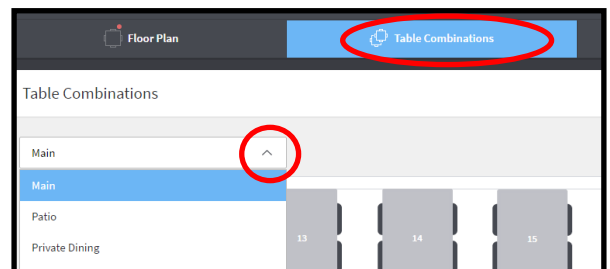 Floor Plan
Table Combinations
Table Combinations
Main
Main
Patio
Private Dining
13
14
15